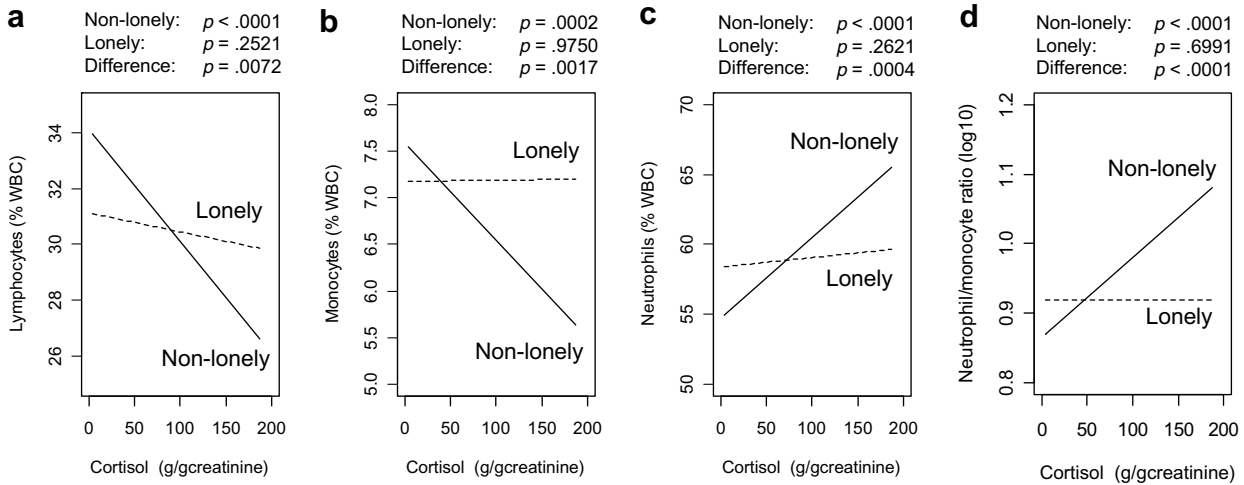 a
Non-lonely: p < .0001
Lonely: p = .2521
Difference: p = .0072
34
32
30
28
26
Lymphocytes (% WBC)
Lonely
Non-lonely
0 50 100 150 200
Cortisol (g/gcreatinine)
b
Non-lonely: p = .0002
Lonely: p = .9750
Difference: p = .0017
8.0
7.5
7.0
6.5
6.0
5.5
5.0
Monocytes (% WBC)
Lonely
Non-lonely
0 50 100 150 200
Cortisol (g/gcreatinine)
c
Non-lonely: p < .0001
Lonely: p = .2621
Difference: p = .0004
70
65
60
55
50
Neutrophils (% WBC)
Non-lonely
Lonely
0 50 100 150 200
Cortisol (g/gcreatinine)
d
Non-lonely: p < .0001
Lonely: p = .6991
Difference: p < .0001
1.2
1.1
1.0
0.9
0.8
Neutrophil/monocyte ratio (log10)
Non-lonely
Lonely
0 50 100 150 200
Cortisol (g/gcreatinine)